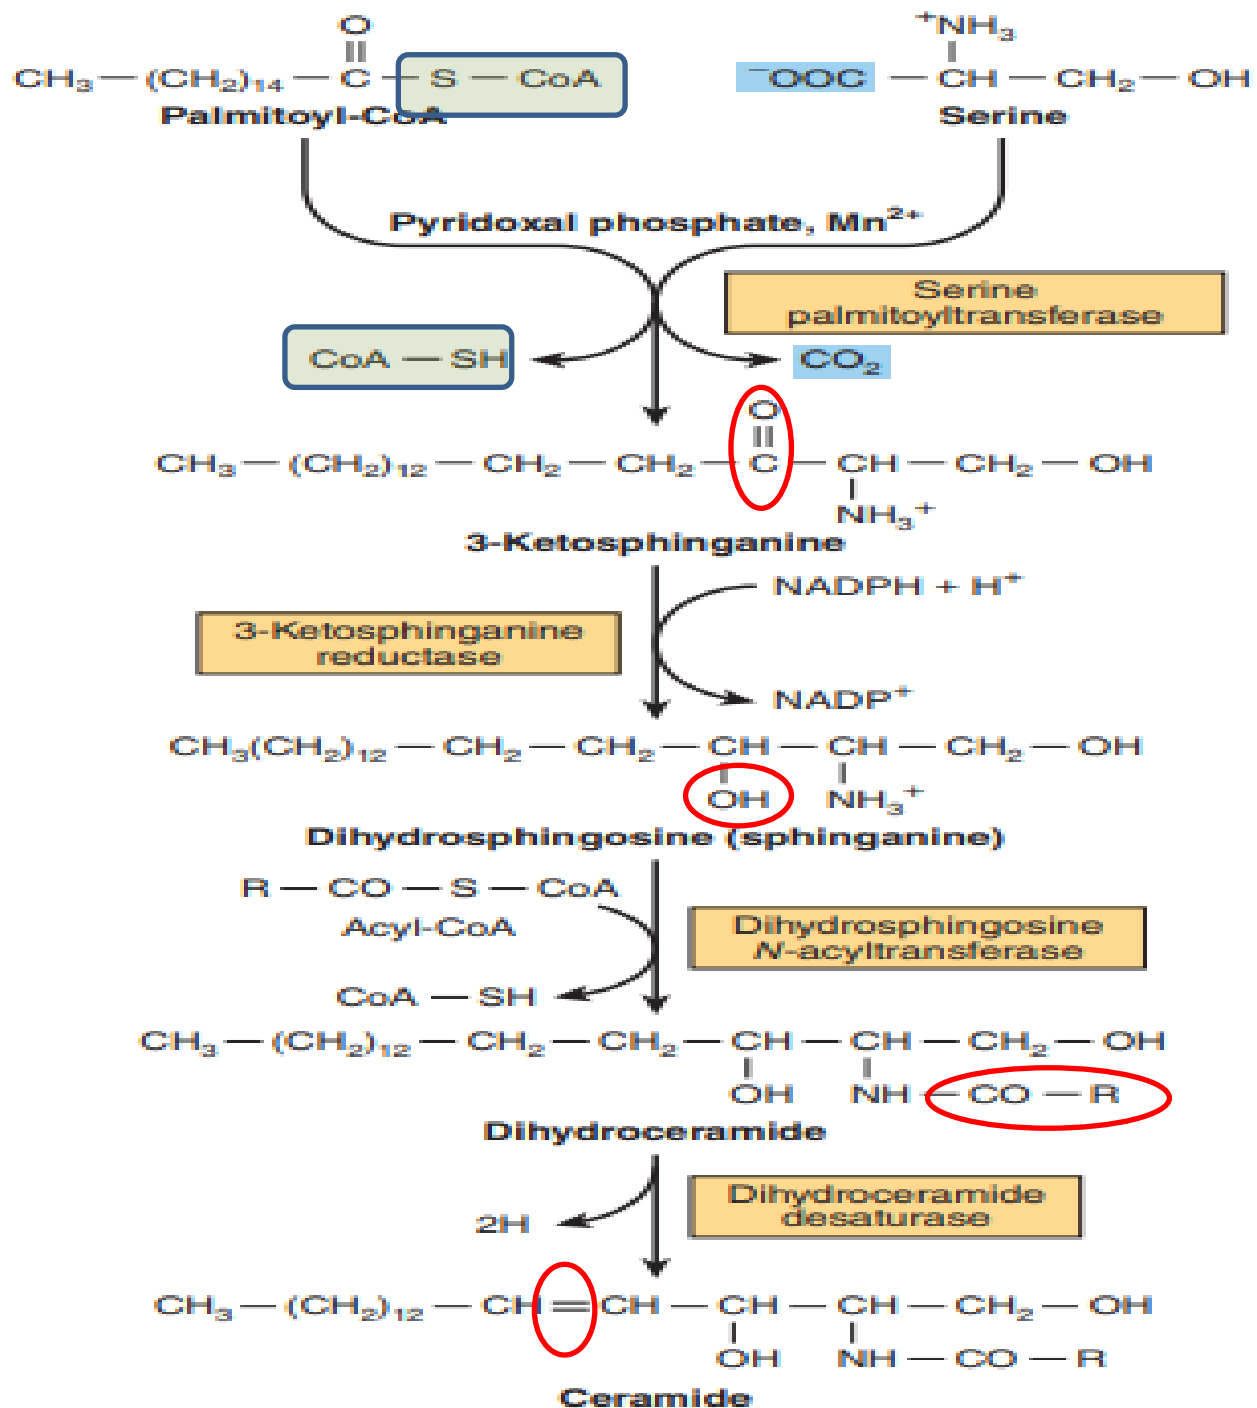 O
⁺NH₃
CH₃ — (CH₂)₁₄ — C — S — CoA
⁻OOC — CH — CH₂ — OH
Palmitoyl-CoA
Serine
Pyridoxal phosphate, Mn²⁺
Serine
palmitoyltransferase
CoA — SH
CO₂
O
CH₃ — (CH₂)₁₂ — CH₂ — CH₂ — C — CH — CH₂ — OH
NH₃⁺
3-Ketosphinganine
NADPH + H⁺
3-Ketosphinganine
reductase
NADP⁺
CH₃(CH₂)₁₂ — CH₂ — CH₂ — CH — CH — CH₂ — OH
OH NH₃⁺
Dihydrosphingosine (sphinganine)
R — CO — S — CoA
Acyl-CoA
Dihydrosphingosine
N-acyltransferase
CoA — SH
CH₃ — (CH₂)₁₂ — CH₂ — CH₂ — CH — CH — CH₂ — OH
OH NH — CO — R
Dihydroceramide
Dihydroceramide
desaturase
2H
CH₃ — (CH₂)₁₂ — CH = CH — CH — CH — CH₂ — OH
OH NH — CO — R
Ceramide